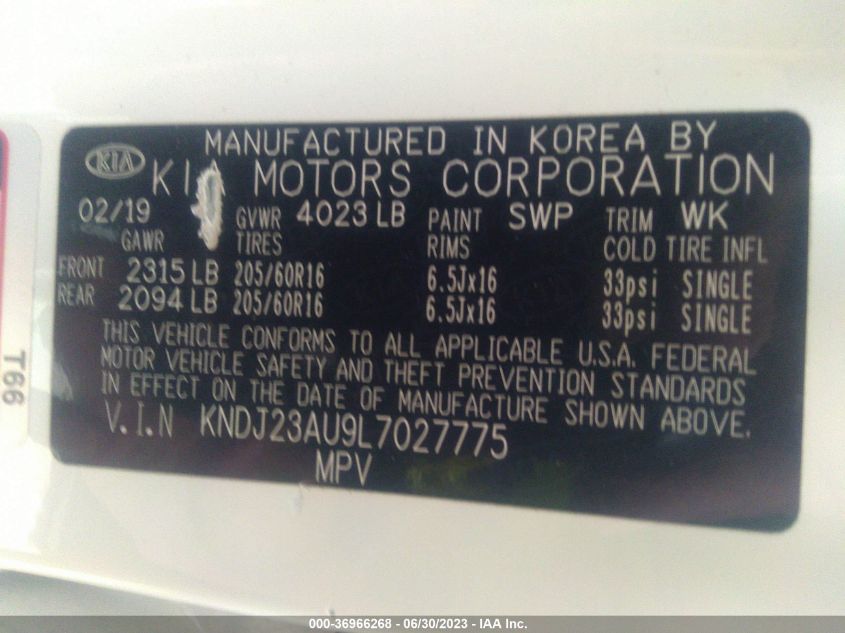 MANUFACTURED IN KOREA BY
KIA KI MOTORS CORPORATION
02/19 GVWR 4023 LB PAINT SWP TRIM WK
GAWR TIRES RIMS COLD TIRE INFL
FRONT 2315 LB 205/60R16 6.5Jx16 33psi SINGLE
REAR 2094 LB 205/60R16 6.5Jx16 33psi SINGLE
THIS VEHICLE CONFORMS TO ALL APPLICABLE U.S.A. FEDERAL
MOTOR VEHICLE SAFETY AND THEFT PREVENTION STANDARDS
IN EFFECT ON THE DATE OF MANUFACTURE SHOWN ABOVE.
V.I.N KNDJ23AU9L7027775
MPV
T66
000-36966268 - 06/30/2023 - IAA Inc.